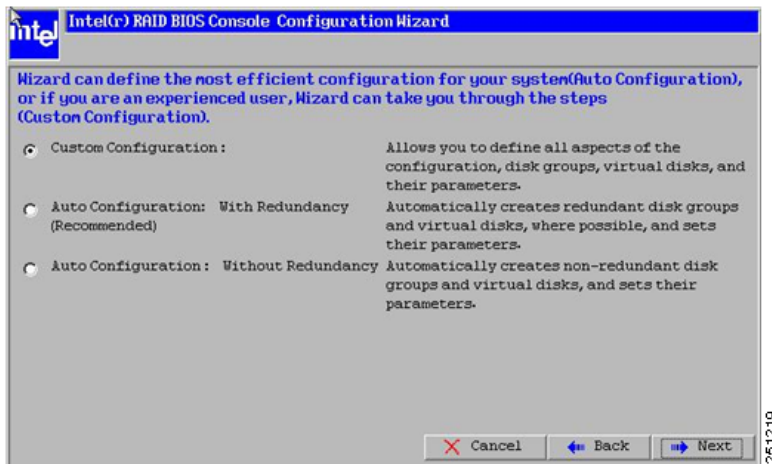 intel
Intel(r) RAID BIOS Console Configuration Wizard
Wizard can define the most efficient configuration for your system(Auto Configuration),
or if you are an experienced user, Wizard can take you through the steps
(Custom Configuration).
Custom Configuration:
Allows you to define all aspects of the
configuration, disk groups, virtual disks, and
their parameters.
Auto Configuration: With Redundancy
(Recommended)
Automatically creates redundant disk groups
and virtual disks, where possible, and sets
their parameters.
Auto Configuration: Without Redundancy
Automatically creates non-redundant disk
groups and virtual disks, and sets their
parameters.
Cancel
Back
Next
251219